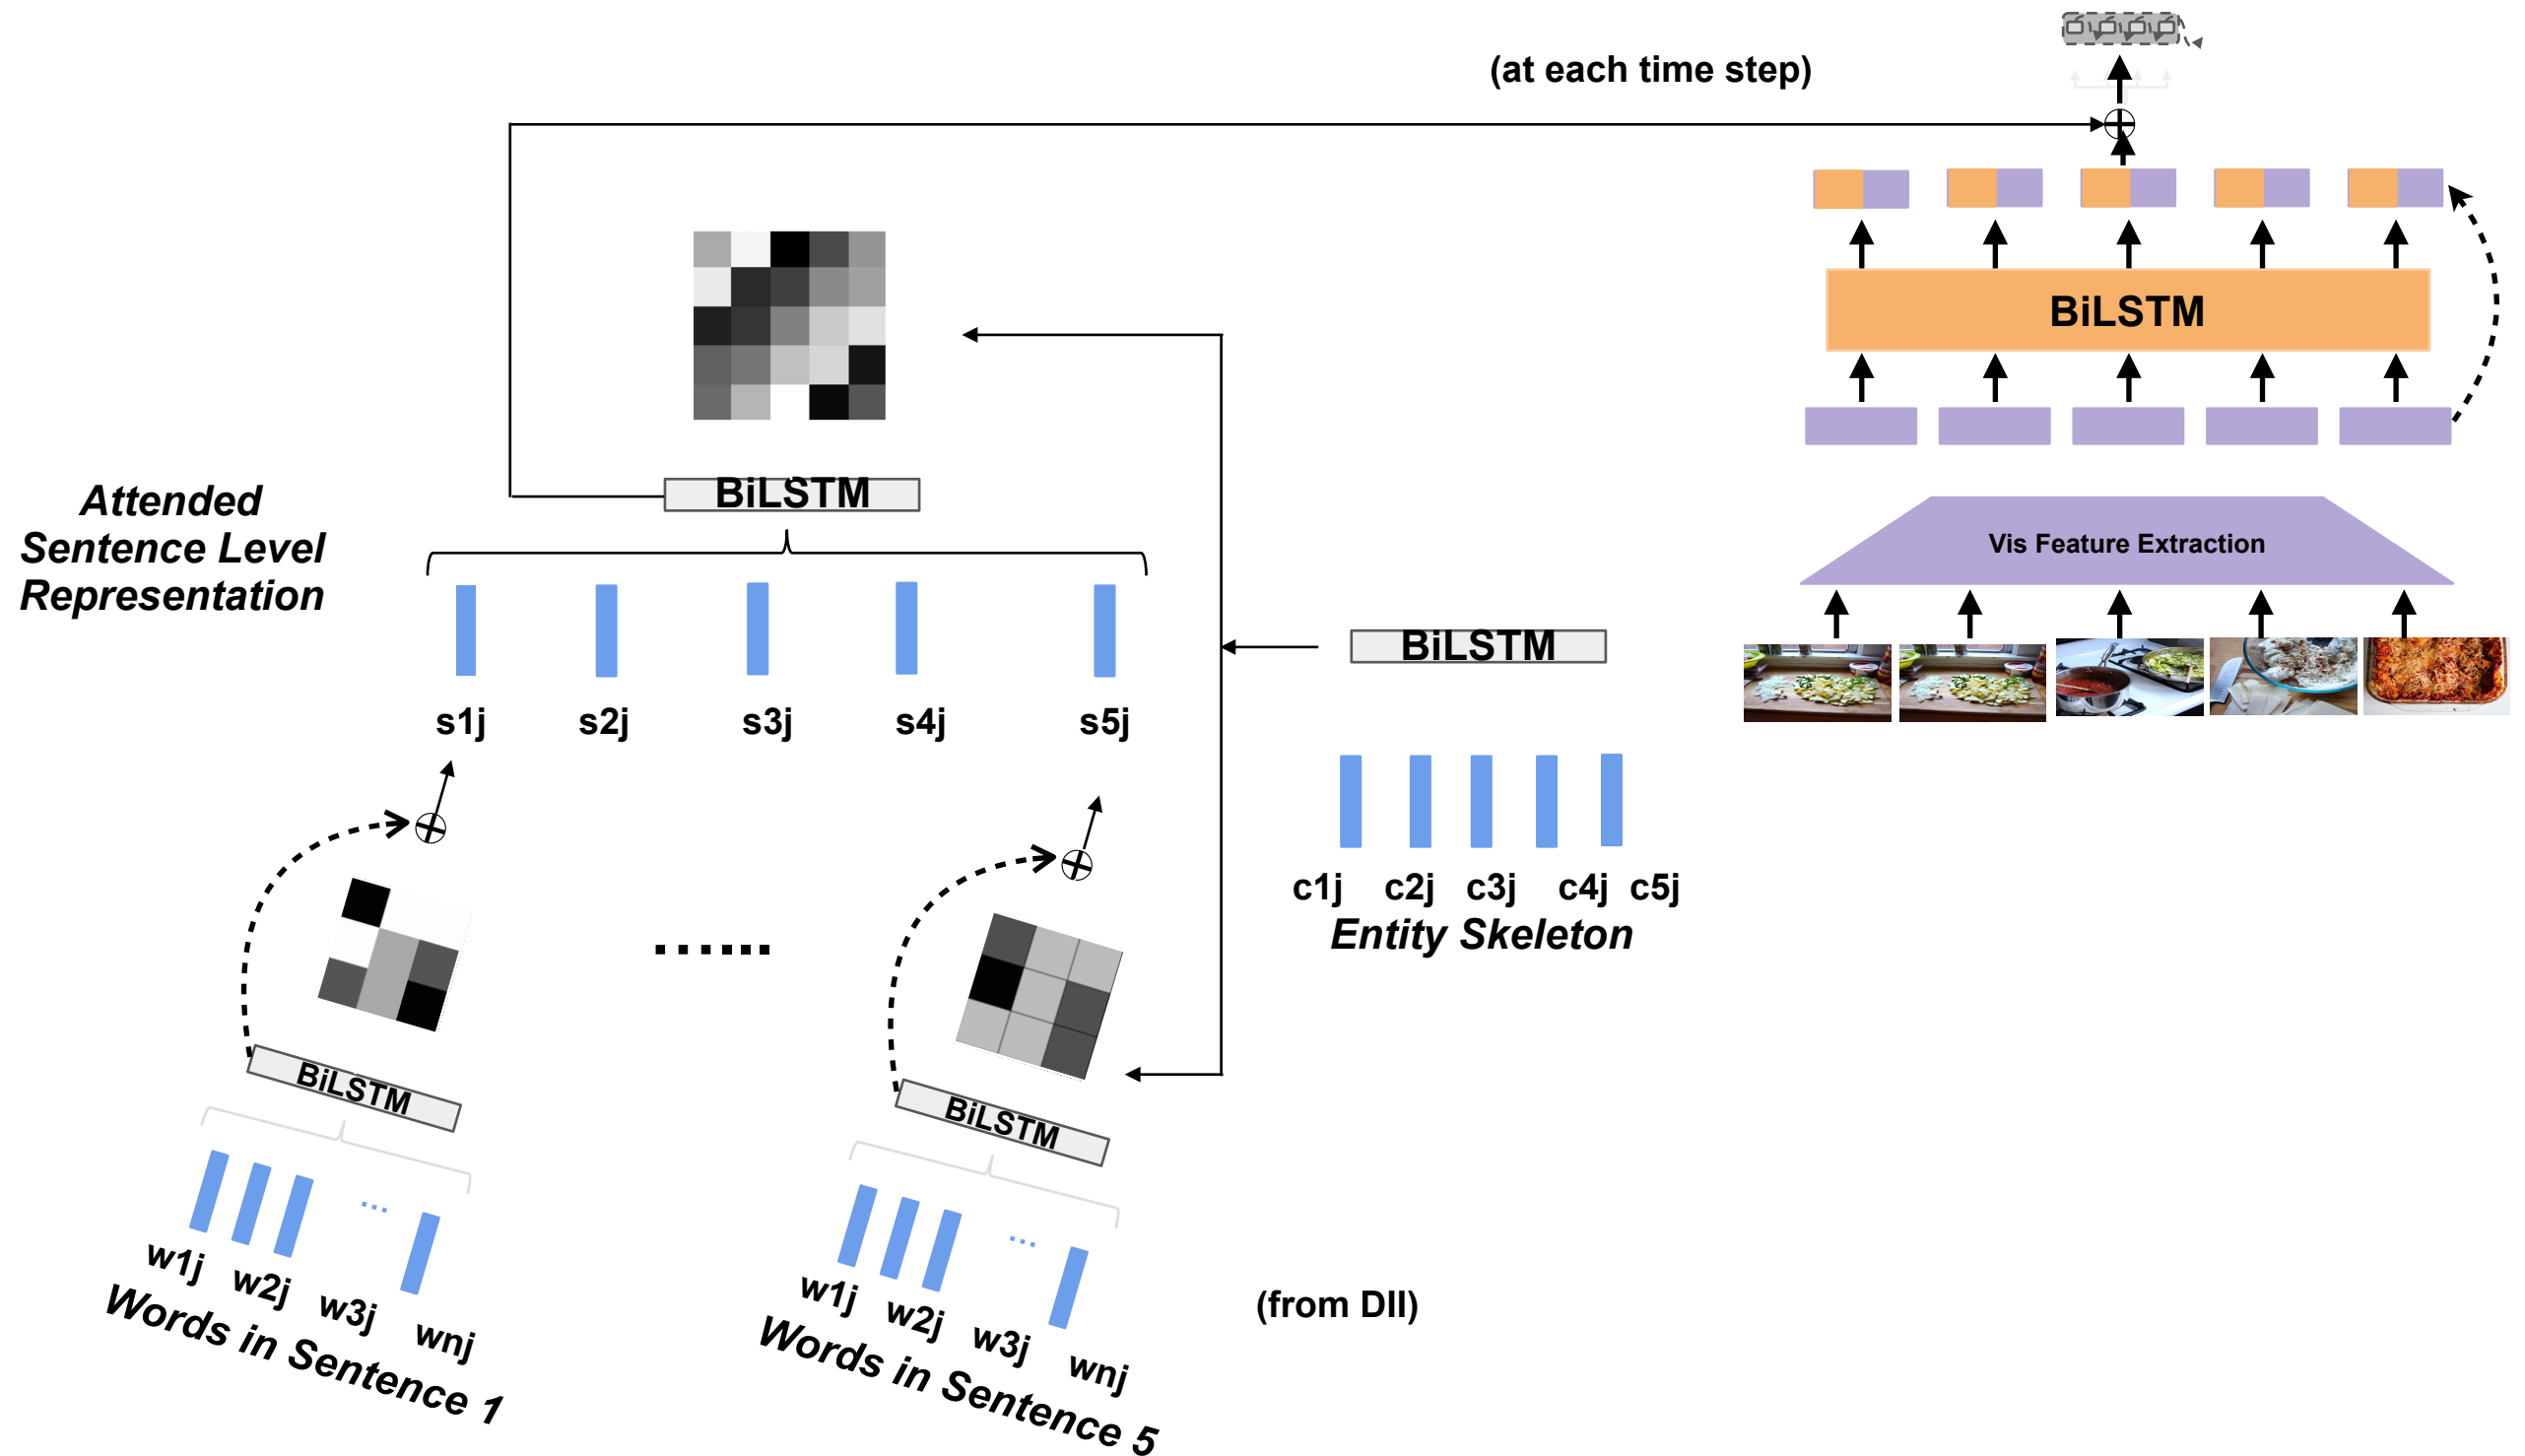 (at each time step)
BiLSTM
Attended
Sentence Level
Representation
BiLSTM
Vis Feature Extraction
BiLSTM
s1j s2j s3j s4j s5j
c1j c2j c3j c4j c5j
Entity Skeleton
BiLSTM
BiLSTM
...
...
w1j w2j w3j wnj
Words in Sentence 1
w1j w2j w3j wnj
Words in Sentence 5
(from DII)